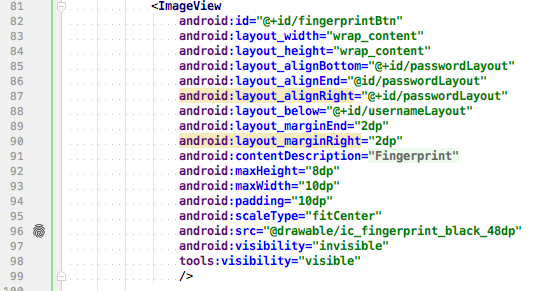 81 <ImageView
82 android:id="@+id/fingerprintBtn"
83 android:layout_width="wrap_content"
84 android:layout_height="wrap_content"
85 android:layout_alignBottom="@+id/passwordLayout"
86 android:layout_alignEnd="@id/passwordLayout"
87 android:layout_alignRight="@+id/passwordLayout"
88 android:layout_below="@+id/usernameLayout"
89 android:layout_marginEnd="2dp"
90 android:layout_marginRight="2dp"
91 android:contentDescription="Fingerprint"
92 android:maxHeight="8dp"
93 android:maxWidth="10dp"
94 android:padding="10dp"
95 android:scaleType="fitCenter"
96 android:src="@drawable/ic_fingerprint_black_48dp"
97 android:visibility="invisible"
98 tools:visibility="visible"
99 />